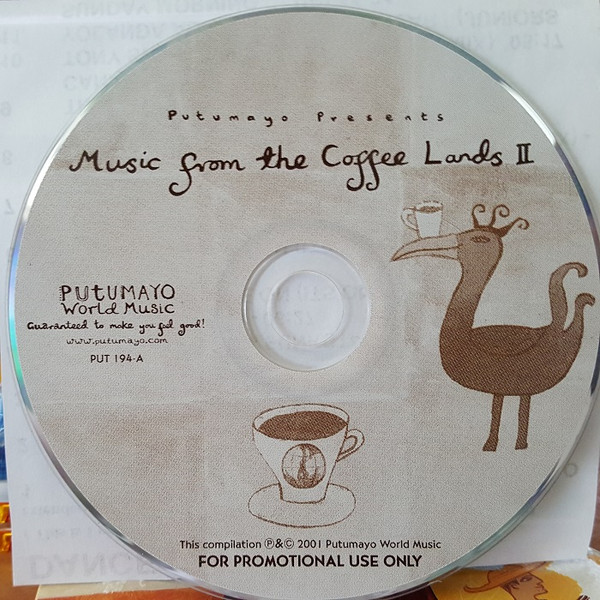 Putumayo Presents
Music from the Coffee Lands II
PUTUMAYO
World Music
Guaranteed to make you feel good!
www.putumayo.com
PUT 194-A
This compilation ℗&© 2001 Putumayo World Music
FOR PROMOTIONAL USE ONLY